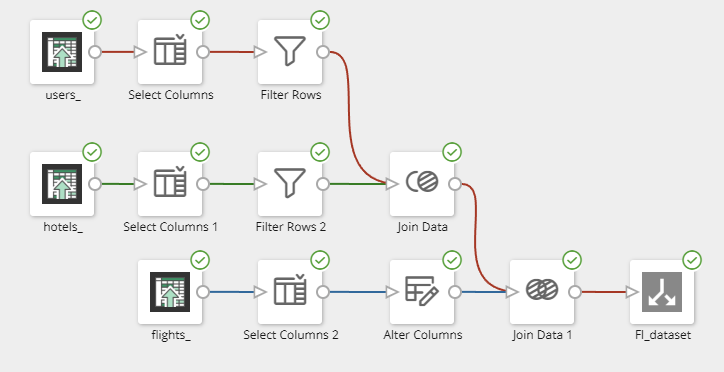 users_
Select Columns
Filter Rows
hotels_
Select Columns 1
Filter Rows 2
Join Data
flights_
Select Columns 2
Alter Columns
Join Data 1
FI_dataset